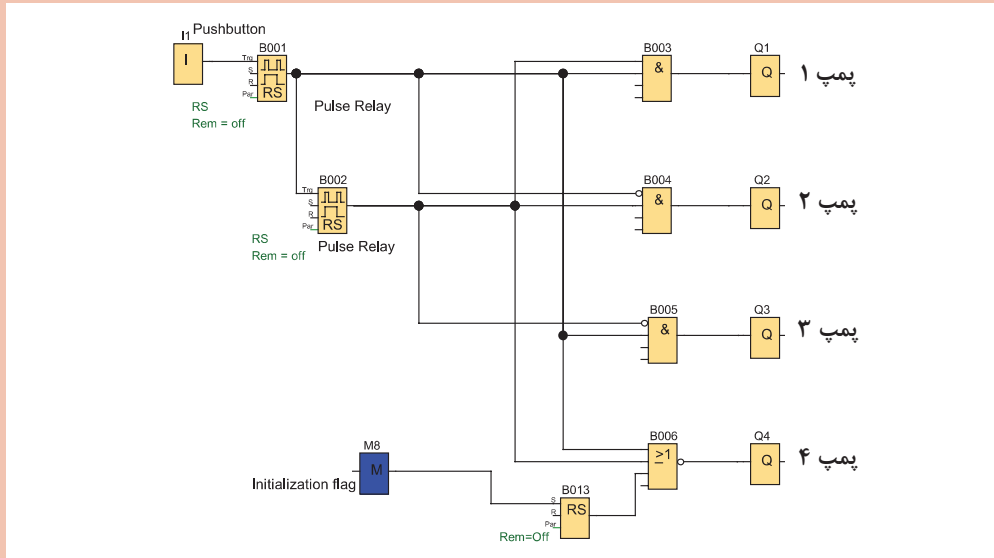 I1 Pushbutton
I
Trg
S
R
Par
B001
RS
RS
Rem = off
Pulse Relay
Trg
S
R
Par
B002
RS
RS
Rem = off
Pulse Relay
B003
&
Q1
Q
پمپ ۱
B004
&
Q2
Q
پمپ ۲
B005
&
Q3
Q
پمپ ۳
B006
≥1
Q4
Q
پمپ ۴
M8
M
Initialization flag
B013
S
R
Par
RS
Rem=Off